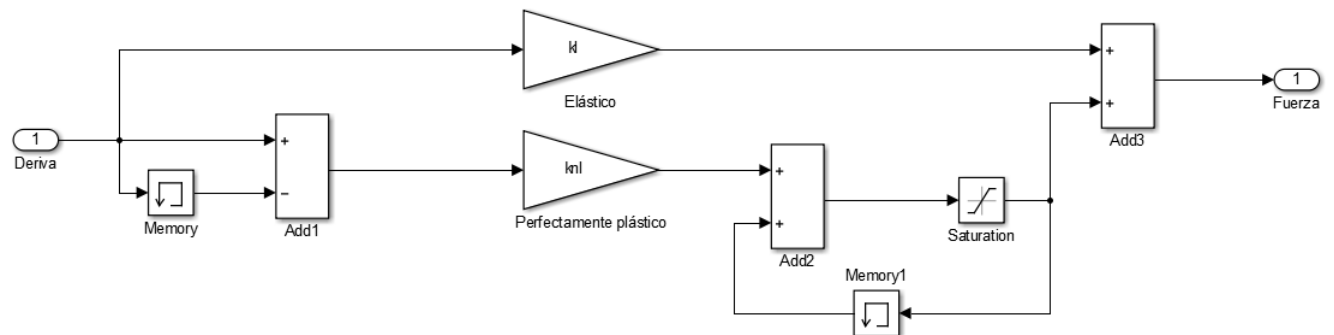 kl
Elástico
1
Deriva
Memory
+
−
Add1
knl
Perfectamente plástico
+
+
Add2
Saturation
Memory1
+
+
Add3
1
Fuerza